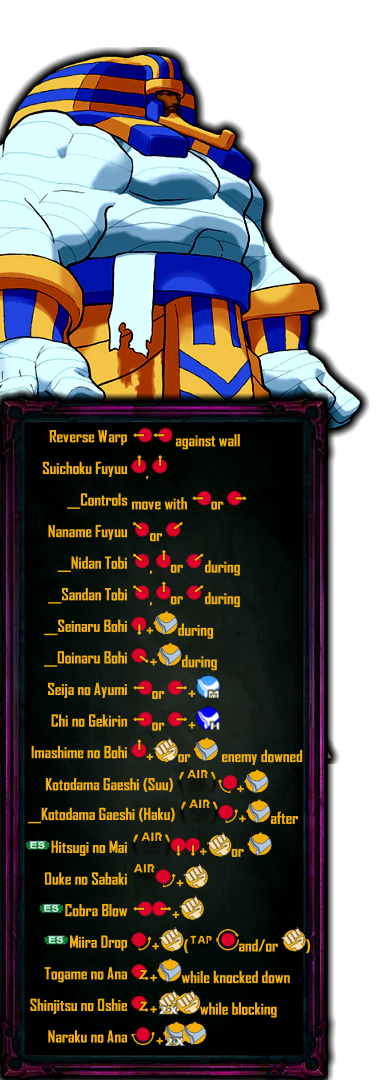 Reverse Warp against wall
Suichoku Fuyuu ,
__Controls move with or
Naname Fuyuu or
__Nidan Tobi , or during
__Sandan Tobi , or during
__Seinaru Bohi + during
__Ooinaru Bohi + during
Seija no Ayumi or + M
Chi no Gekirin or + H
Imashime no Bohi + or enemy downed
Kotodama Gaeshi (Suu) (AIR) +
__Kotodama Gaeshi (Haku) (AIR) + after
ES Hitsugi no Mai (AIR) + or
Ouke no Sabaki AIR +
ES Cobra Blow +
ES Miira Drop + (TAP and/or )
Togame no Ana Z + while knocked down
Shinjitsu no Oshie Z + 2X while blocking
Naraku no Ana + 2X